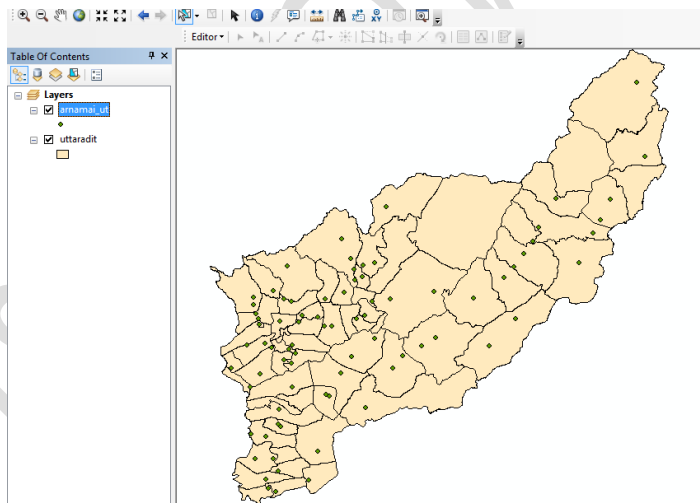 Editor
Table Of Contents
Layers
arnamai_ut
uttaradit